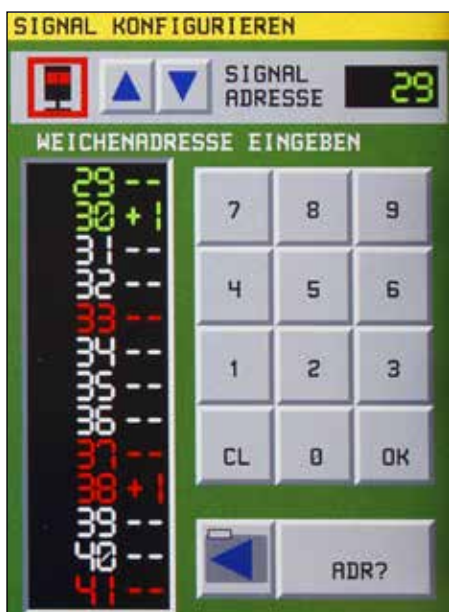 SIGNAL KONFIGURIEREN
SIGNAL
ADRESSE
29
WEICHENADRESSE EINGEBEN
29 --
30 +1
31 --
32 --
33 --
34 --
35 --
36 --
37 --
38 +1
39 --
40 --
41 --
7 8 9
4 5 6
1 2 3
CL 0 OK
ADR?